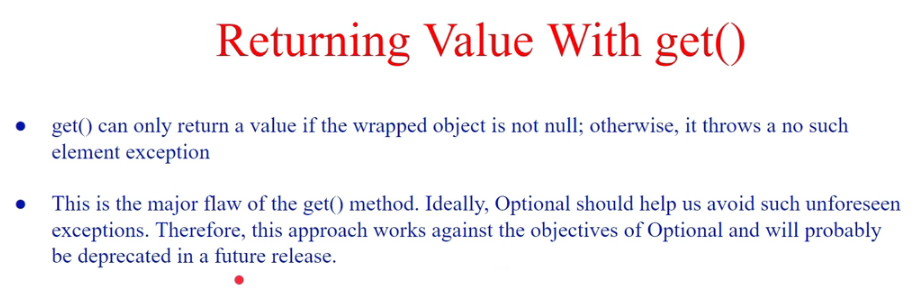 Returning Value With get()
● get() can only return a value if the wrapped object is not null; otherwise, it throws a no such
element exception
● This is the major flaw of the get() method. Ideally, Optional should help us avoid such unforeseen
exceptions. Therefore, this approach works against the objectives of Optional and will probably
be deprecated in a future release.